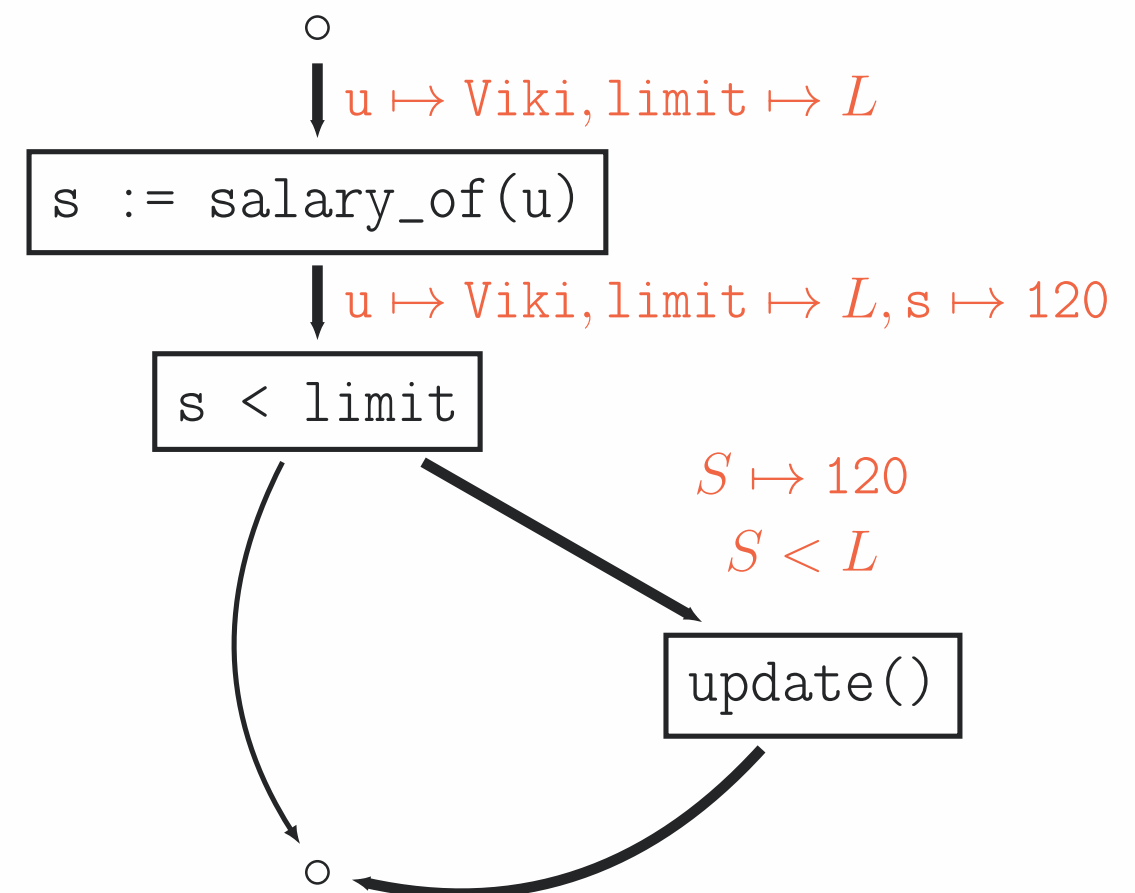 u ↦ Viki, limit ↦ L
s := salary_of(u)
u ↦ Viki, limit ↦ L, s ↦ 120
s < limit
S ↦ 120
S < L
update()